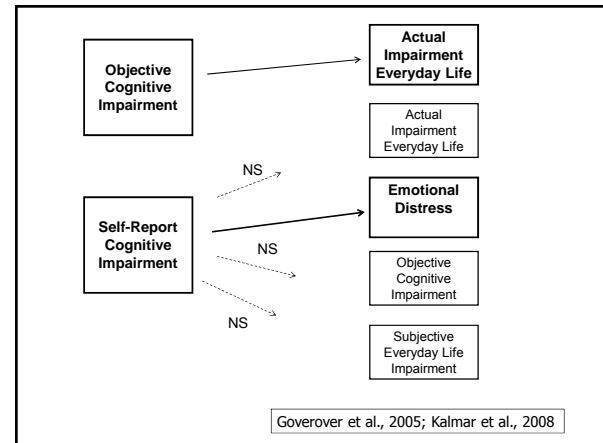 Objective
Cognitive
Impairment
Actual
Impairment
Everyday Life
Actual
Impairment
Everyday Life
NS
Self-Report
Cognitive
Impairment
Emotional
Distress
NS
Objective
Cognitive
Impairment
NS
Subjective
Everyday Life
Impairment
Goverover et al., 2005; Kalmar et al., 2008